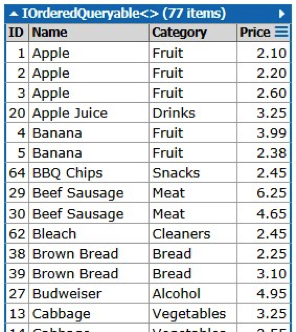 IOrderedQueryable<> (77 items)
ID Name Category Price
1 Apple Fruit 2.10
2 Apple Fruit 2.20
3 Apple Fruit 2.60
20 Apple Juice Drinks 3.25
4 Banana Fruit 3.99
5 Banana Fruit 2.38
64 BBQ Chips Snacks 2.45
29 Beef Sausage Meat 6.25
30 Beef Sausage Meat 4.65
62 Bleach Cleaners 2.45
38 Brown Bread Bread 2.25
39 Brown Bread Bread 3.10
27 Budweiser Alcohol 4.95
13 Cabbage Vegetables 3.25